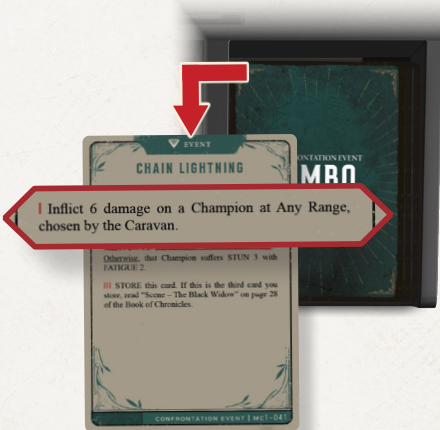 EVENT
CHAIN LIGHTNING
I Inflict 6 damage on a Champion at Any Range,
chosen by the Caravan.
Otherwise, that Champion suffers STUN 3 with
FATIGUE 2.
III STORE this card. If this is the third card you
store, read “Scene – The Black Widow” on page 28
of the Book of Chronicles.
CONFRONTATION EVENT | MC1-041
ONTATION EVENT
MBO